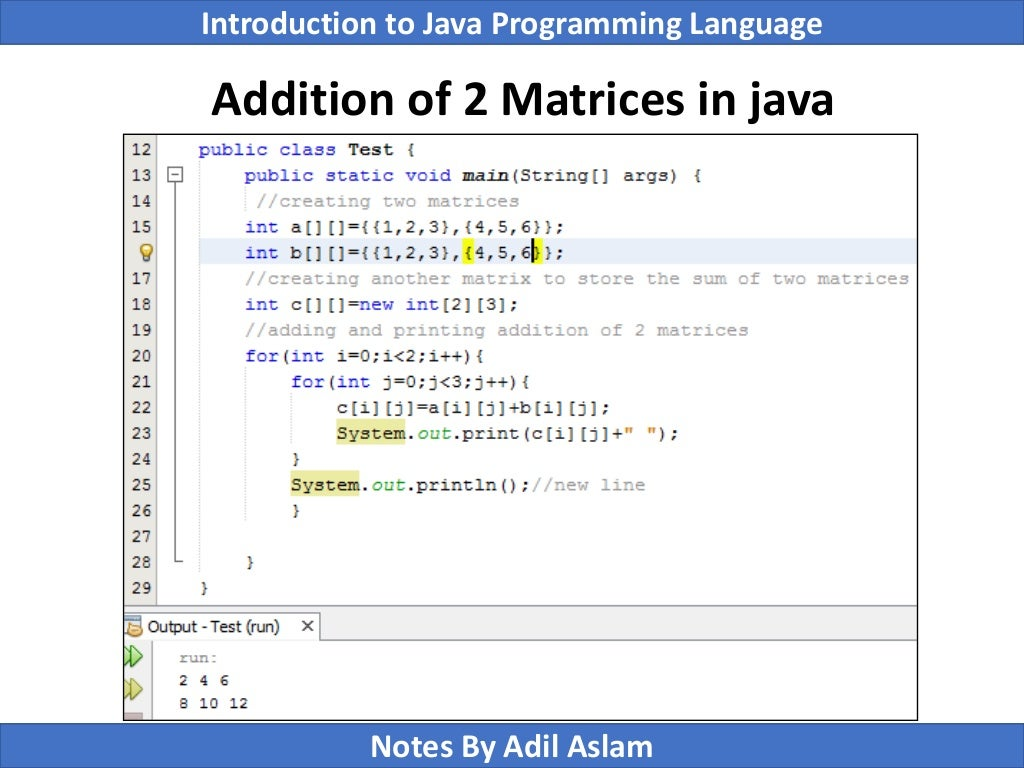 Introduction to Java Programming Language
Addition of 2 Matrices in java
12 public class Test {
13 public static void main(String[] args) {
14 //creating two matrices
15 int a[][]={{1,2,3},{4,5,6}};
int b[][]={{1,2,3},{4,5,6}};
17 //creating another matrix to store the sum of two matrices
18 int c[][]=new int[2][3];
19 //adding and printing addition of 2 matrices
20 for(int i=0;i<2;i++){
21 for(int j=0;j<3;j++){
22 c[i][j]=a[i][j]+b[i][j];
23 System.out.print(c[i][j]+" ");
24 }
25 System.out.println();//new line
26 }
27
28 }
29 }
Output - Test (run)
run:
2 4 6
8 10 12
Notes By Adil Aslam